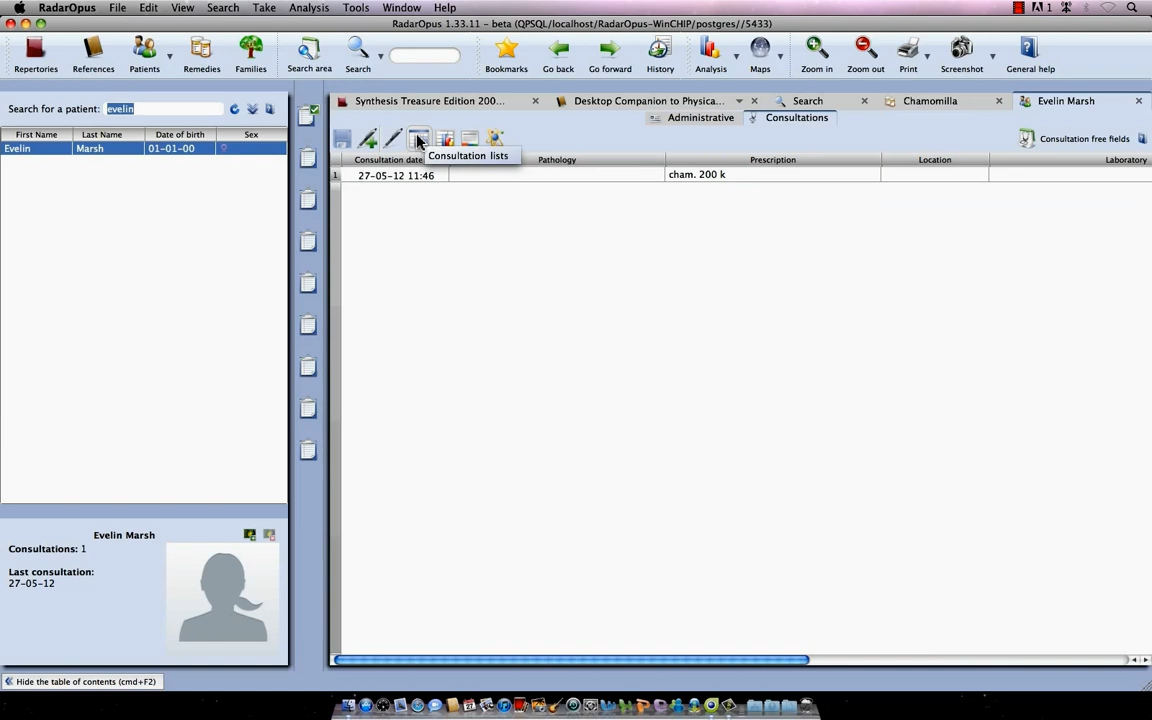 RadarOpus File Edit View Search Take Analysis Tools Window Help
1
RadarOpus 1.33.11 - beta (QPSQL/localhost/RadarOpus-WinCHIP/postgres//5433)
Repertories References Patients Remedies Families Search area Search Bookmarks Go back Go forward History Analysis Maps Zoom in Zoom out Print Screenshot General help
Search for a patient: evelin
First Name Last Name Date of birth Sex
Evelin Marsh 01-01-00
Synthesis Treasure Edition 200... Desktop Companion to Physica... Search Chamomilla Evelin Marsh
Administrative Consultations
Consultation free fields
Consultation lists
Consultation date Pathology Prescription Location Laboratory
1 27-05-12 11:46 cham. 200 k
Evelin Marsh
Consultations: 1
Last consultation:
27-05-12
Hide the table of contents (cmd+F2)